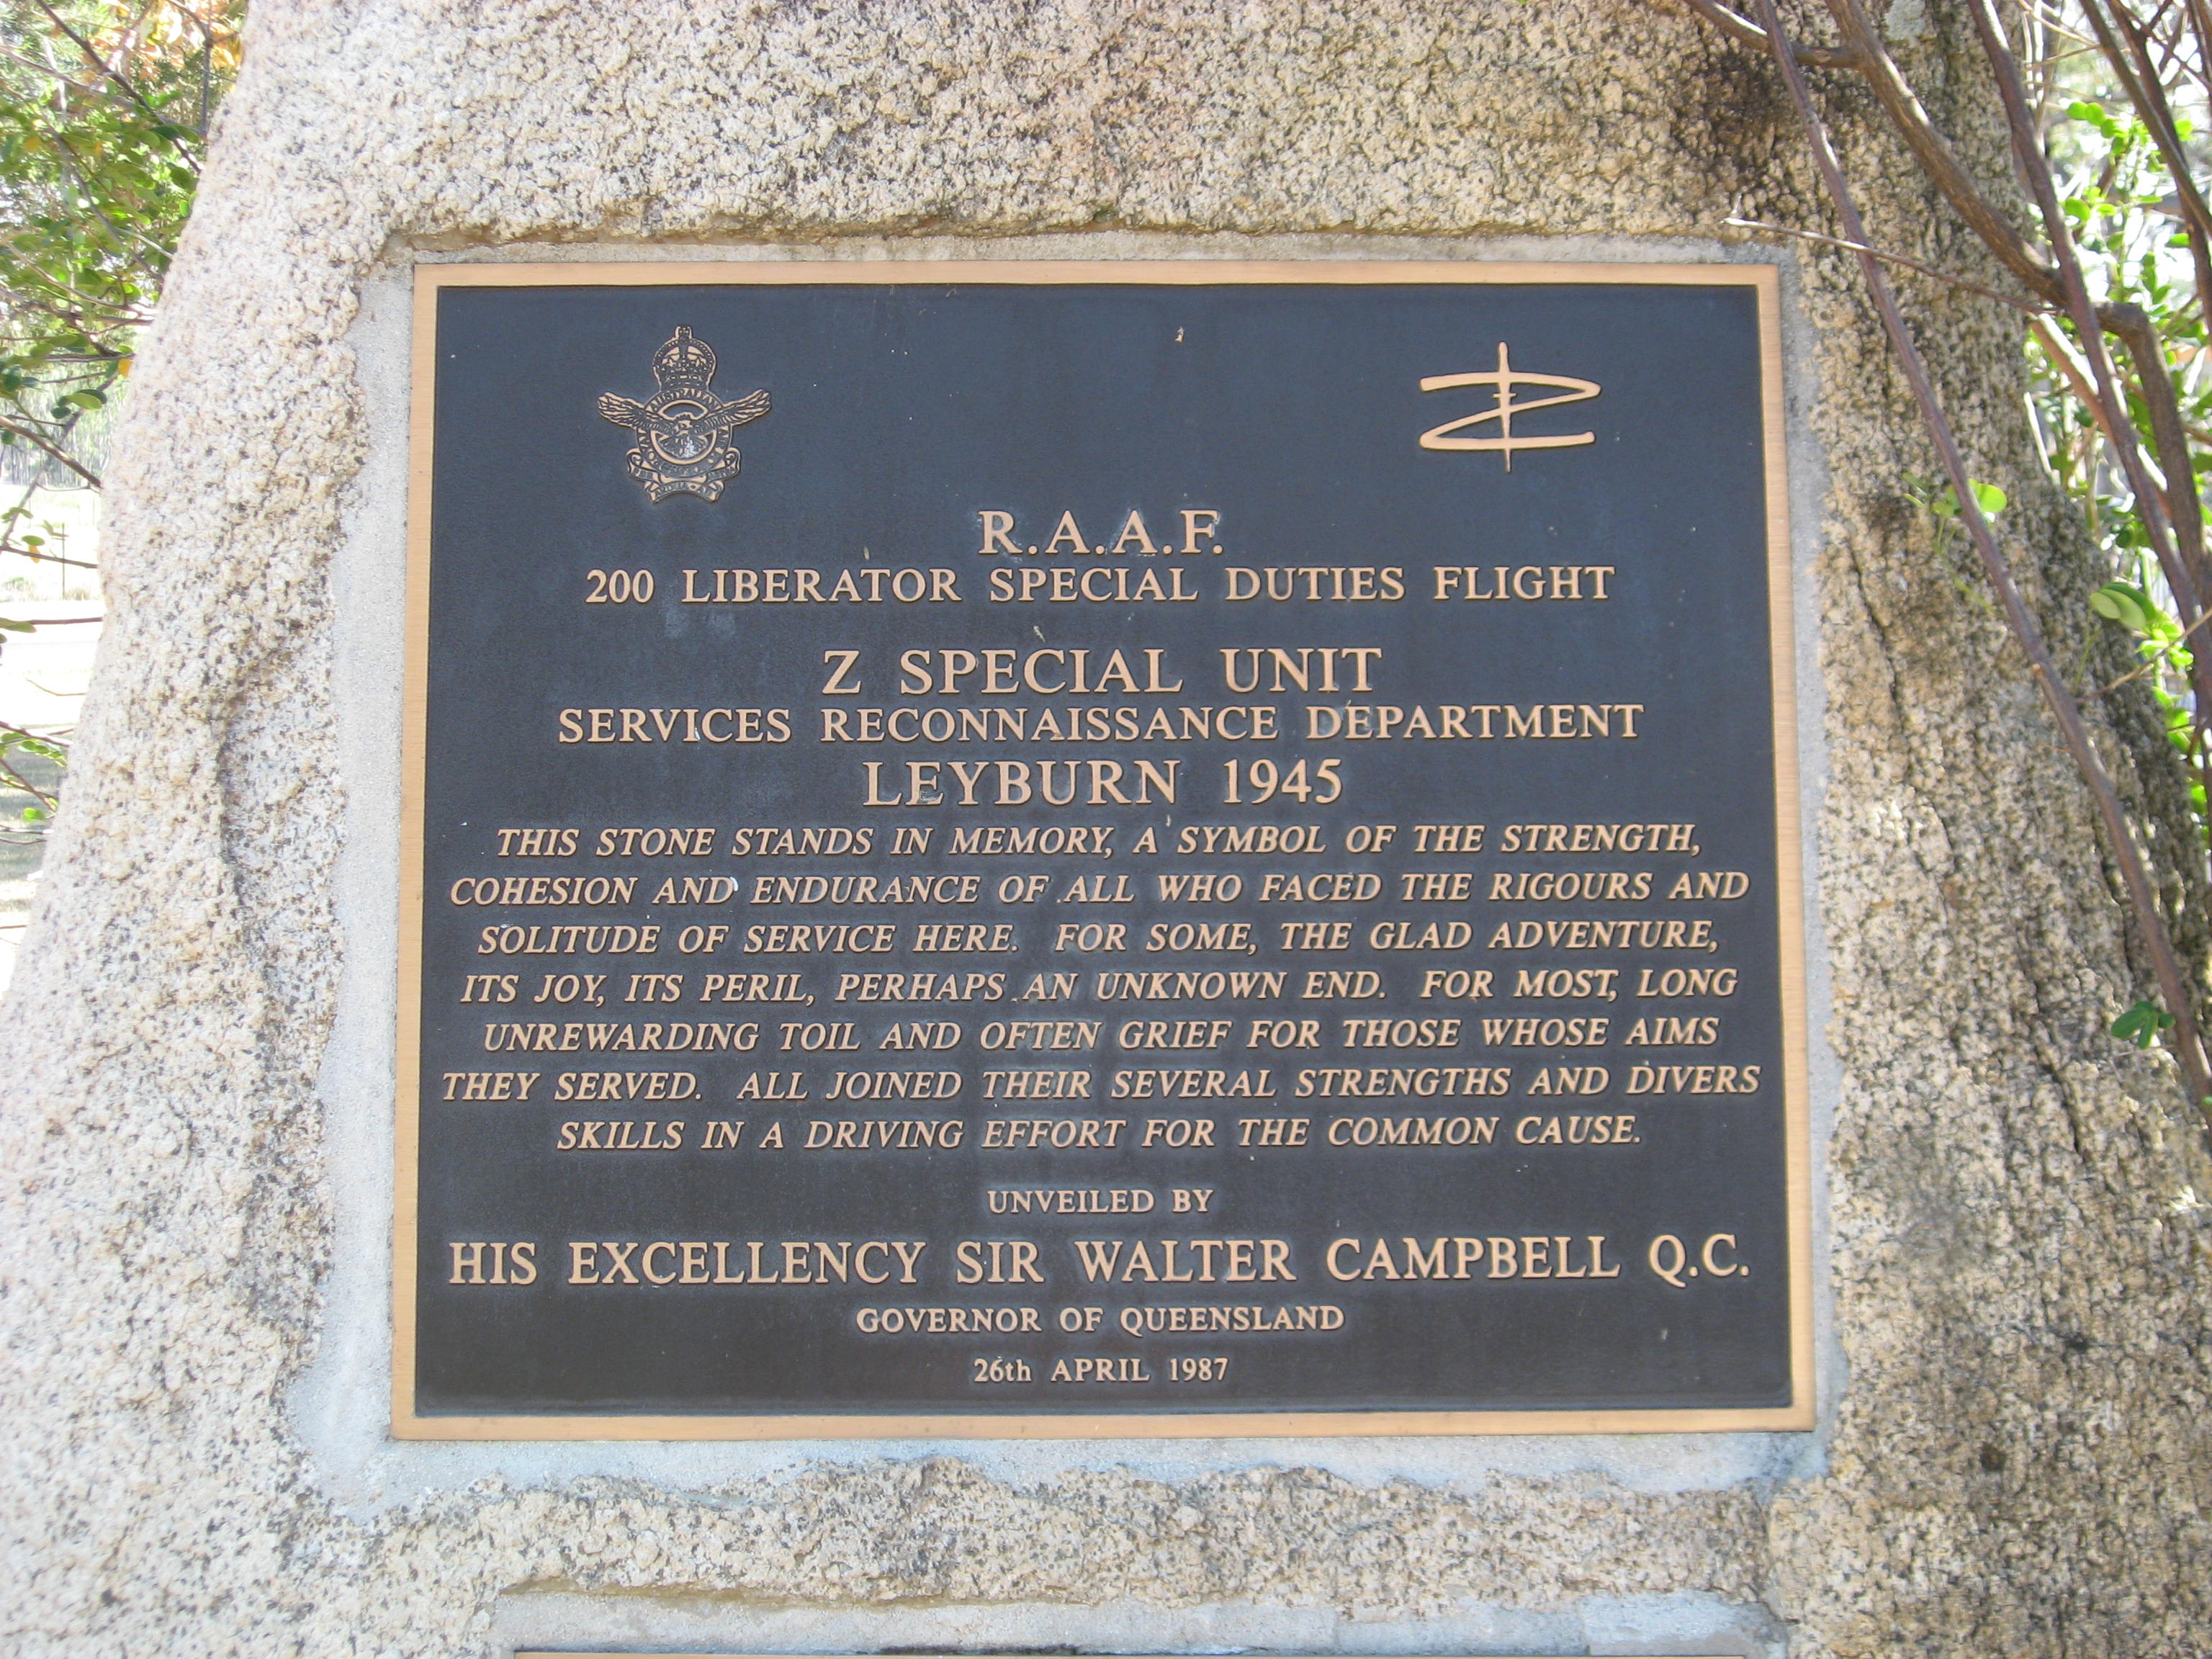 R.A.A.F.
200 LIBERATOR SPECIAL DUTIES FLIGHT
Z SPECIAL UNIT
SERVICES RECONNAISSANCE DEPARTMENT
LEYBURN 1945
THIS STONE STANDS IN MEMORY, A SYMBOL OF THE STRENGTH,
COHESION AND ENDURANCE OF ALL WHO FACED THE RIGOURS AND
SOLITUDE OF SERVICE HERE. FOR SOME, THE GLAD ADVENTURE,
ITS JOY, ITS PERIL, PERHAPS AN UNKNOWN END. FOR MOST, LONG
UNREWARDING TOIL AND OFTEN GRIEF FOR THOSE WHOSE AIMS
THEY SERVED. ALL JOINED THEIR SEVERAL STRENGTHS AND DIVERS
SKILLS IN A DRIVING EFFORT FOR THE COMMON CAUSE.
UNVEILED BY
HIS EXCELLENCY SIR WALTER CAMPBELL Q.C.
GOVERNOR OF QUEENSLAND
26th APRIL 1987